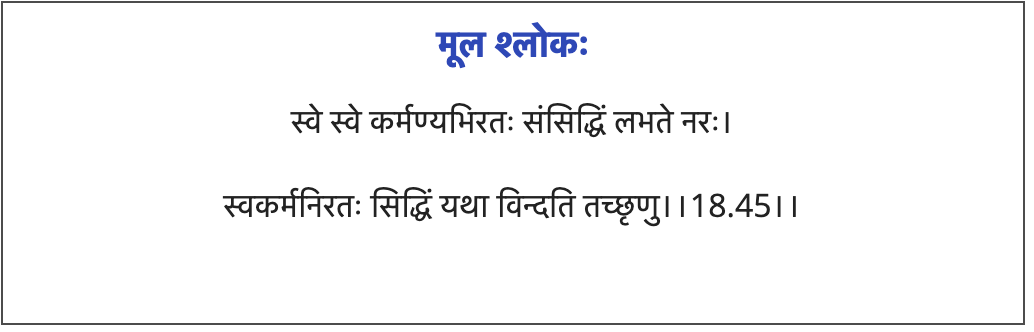 मूल श्लोकः
स्वे स्वे कर्मण्यभिरतः संसिद्धिं लभते नरः।
स्वकर्मनिरतः सिद्धिं यथा विन्दति तच्छृणु।।18.45।।